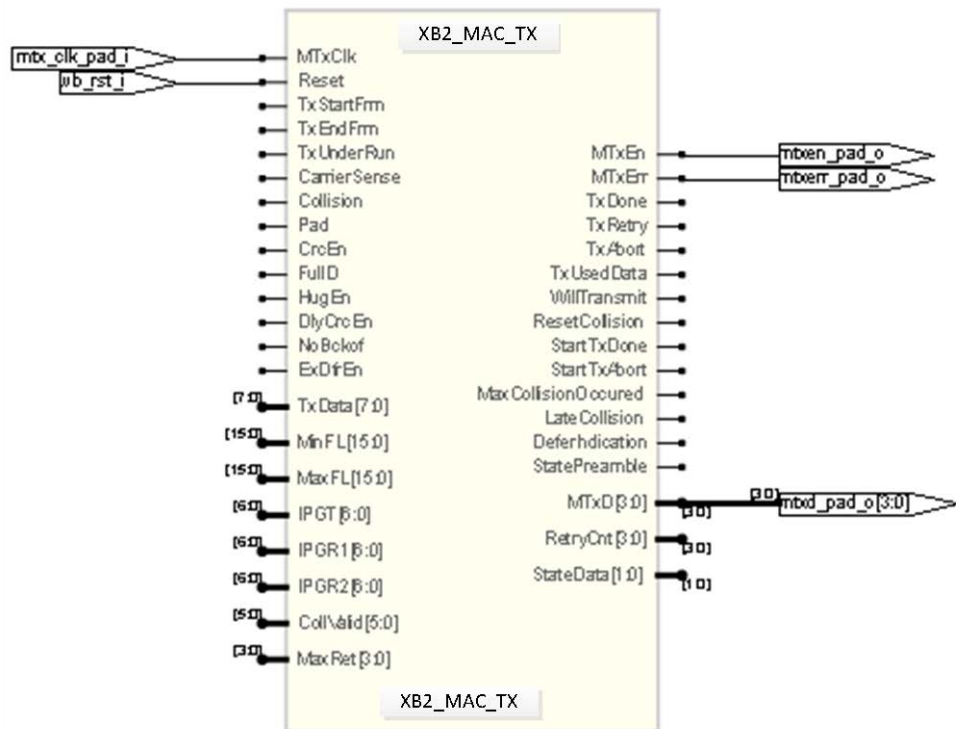 XB2_MAC_TX
mtx_clk_pad_i
MTxClk
wb_rst_i
Reset
TxStartFrm
TxEndFrm
TxUnderRun
MTxEn
mtxen_pad_o
CarrierSense
MTxErr
mtxerr_pad_o
Collision
TxDone
Pad
TxRetry
CrcEn
TxAbort
FullD
TxUsedData
HugEn
WillTransmit
DlyCrcEn
ResetCollision
NoBckof
StartTxDone
ExDfrEn
StartTxAbort
MaxCollisionOccured
[7:0]
TxData[7:0]
LateCollision
[15:0]
MinFL[15:0]
DeferIndication
StatePreamble
[15:0]
MaxFL[15:0]
MTxD[3:0]
[3:0]
[3:0]
mtxd_pad_o[3:0]
[6:0]
IPGT[6:0]
RetryCnt[3:0]
[3:0]
[6:0]
IPGR1[6:0]
StateData[1:0]
[1:0]
[6:0]
IPGR2[6:0]
[5:0]
CollValid[5:0]
[3:0]
MaxRet[3:0]
XB2_MAC_TX